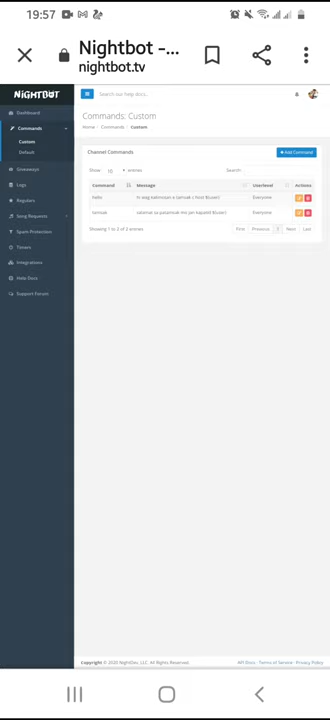 19:57
Nightbot -...
nightbot.tv
NIGHTBOT
Search our help docs...
Dashboard
Commands
Custom
Default
Giveaways
Logs
Regulars
Song Requests
Spam Protection
Timers
Integrations
Help Docs
Support Forum
Commands: Custom
Home Commands Custom
Channel Commands
+ Add Command
Show 10 entries
Search:
Command Message Userlevel Actions
hello Everyone
Everyone
Showing 1 to 2 of 2 entries
First Previous 1 Next Last
Copyright © 2020 NightDev, LLC. All Rights Reserved.
API Docs - Terms of Service - Privacy Policy